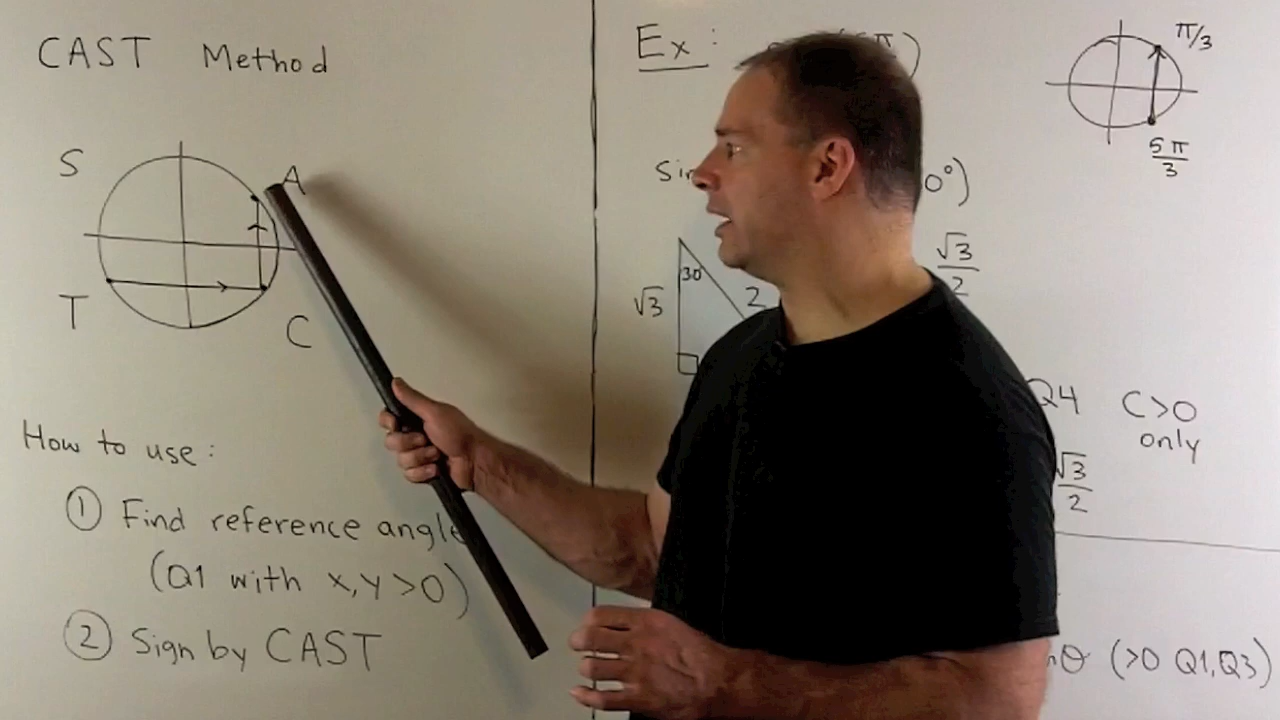 CAST Method
S
A
T
C
How to use:
① Find reference angle
(Q1 with x,y>0)
② Sign by CAST
Ex:
π/3
5π/3
Sin
0°)
30
√3
2
√3/2
Q4 C>0
only
√3/2
θ (>0 Q1,Q3)